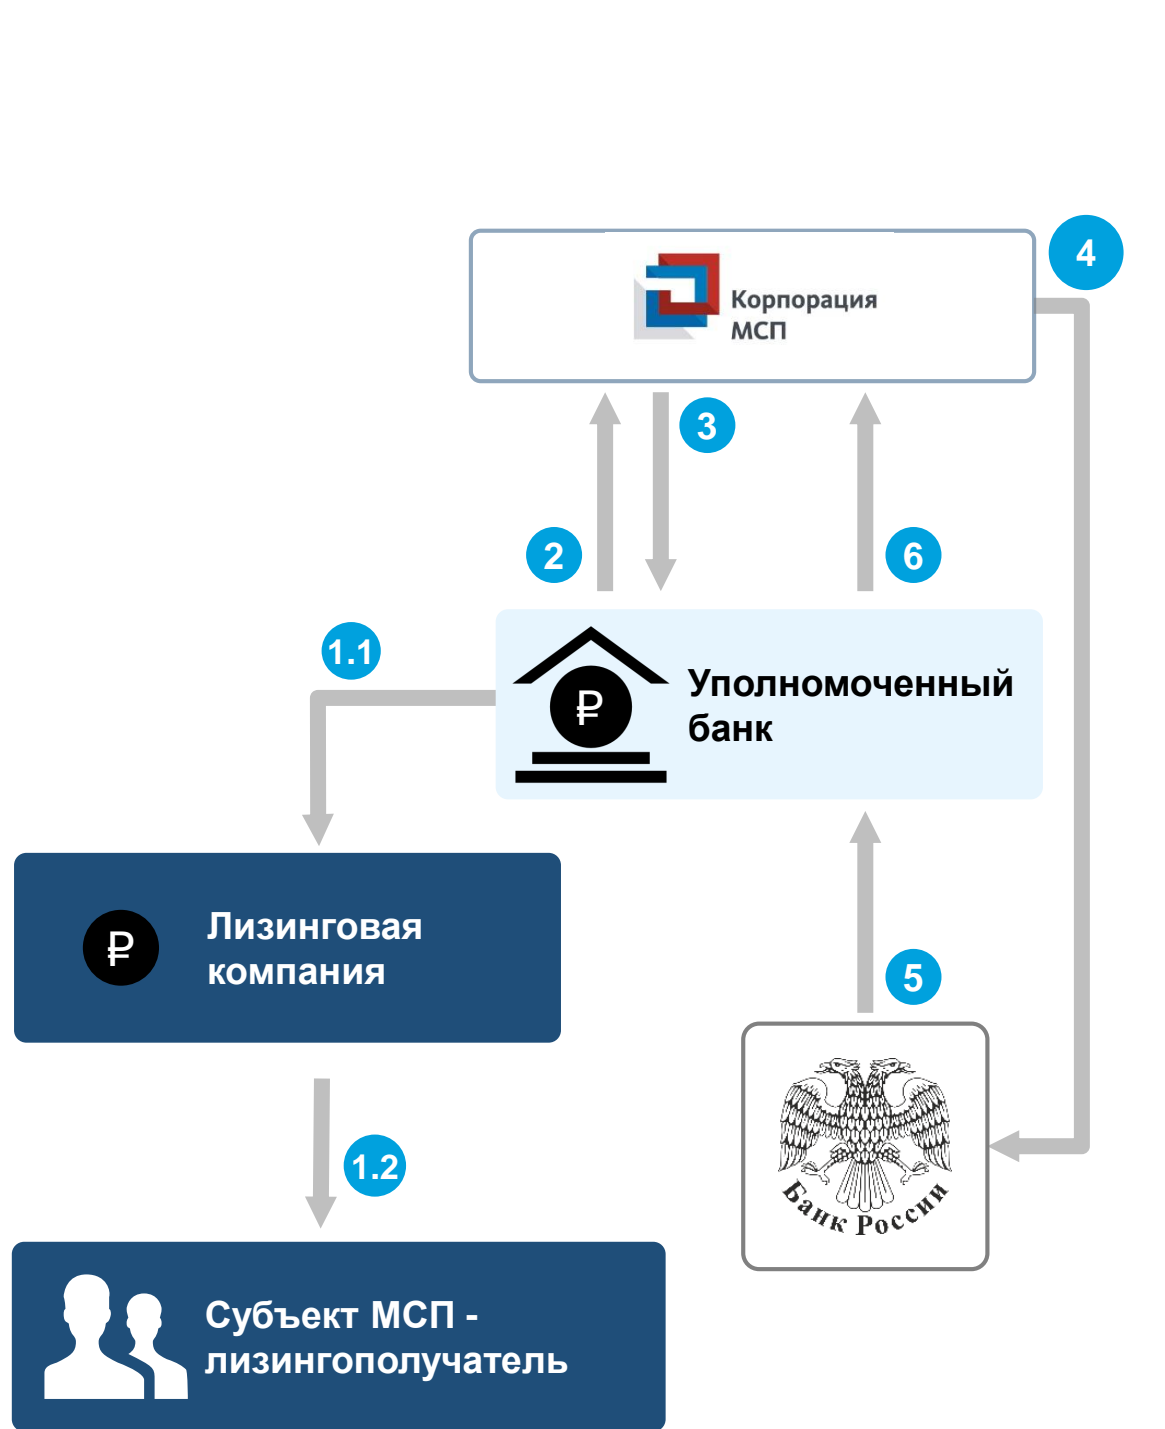 4
Корпорация
МСП
3
2
6
1.1
₽
Уполномоченный
банк
₽
Лизинговая
компания
5
1.2
Банк России
Субъект МСП -
лизингополучатель